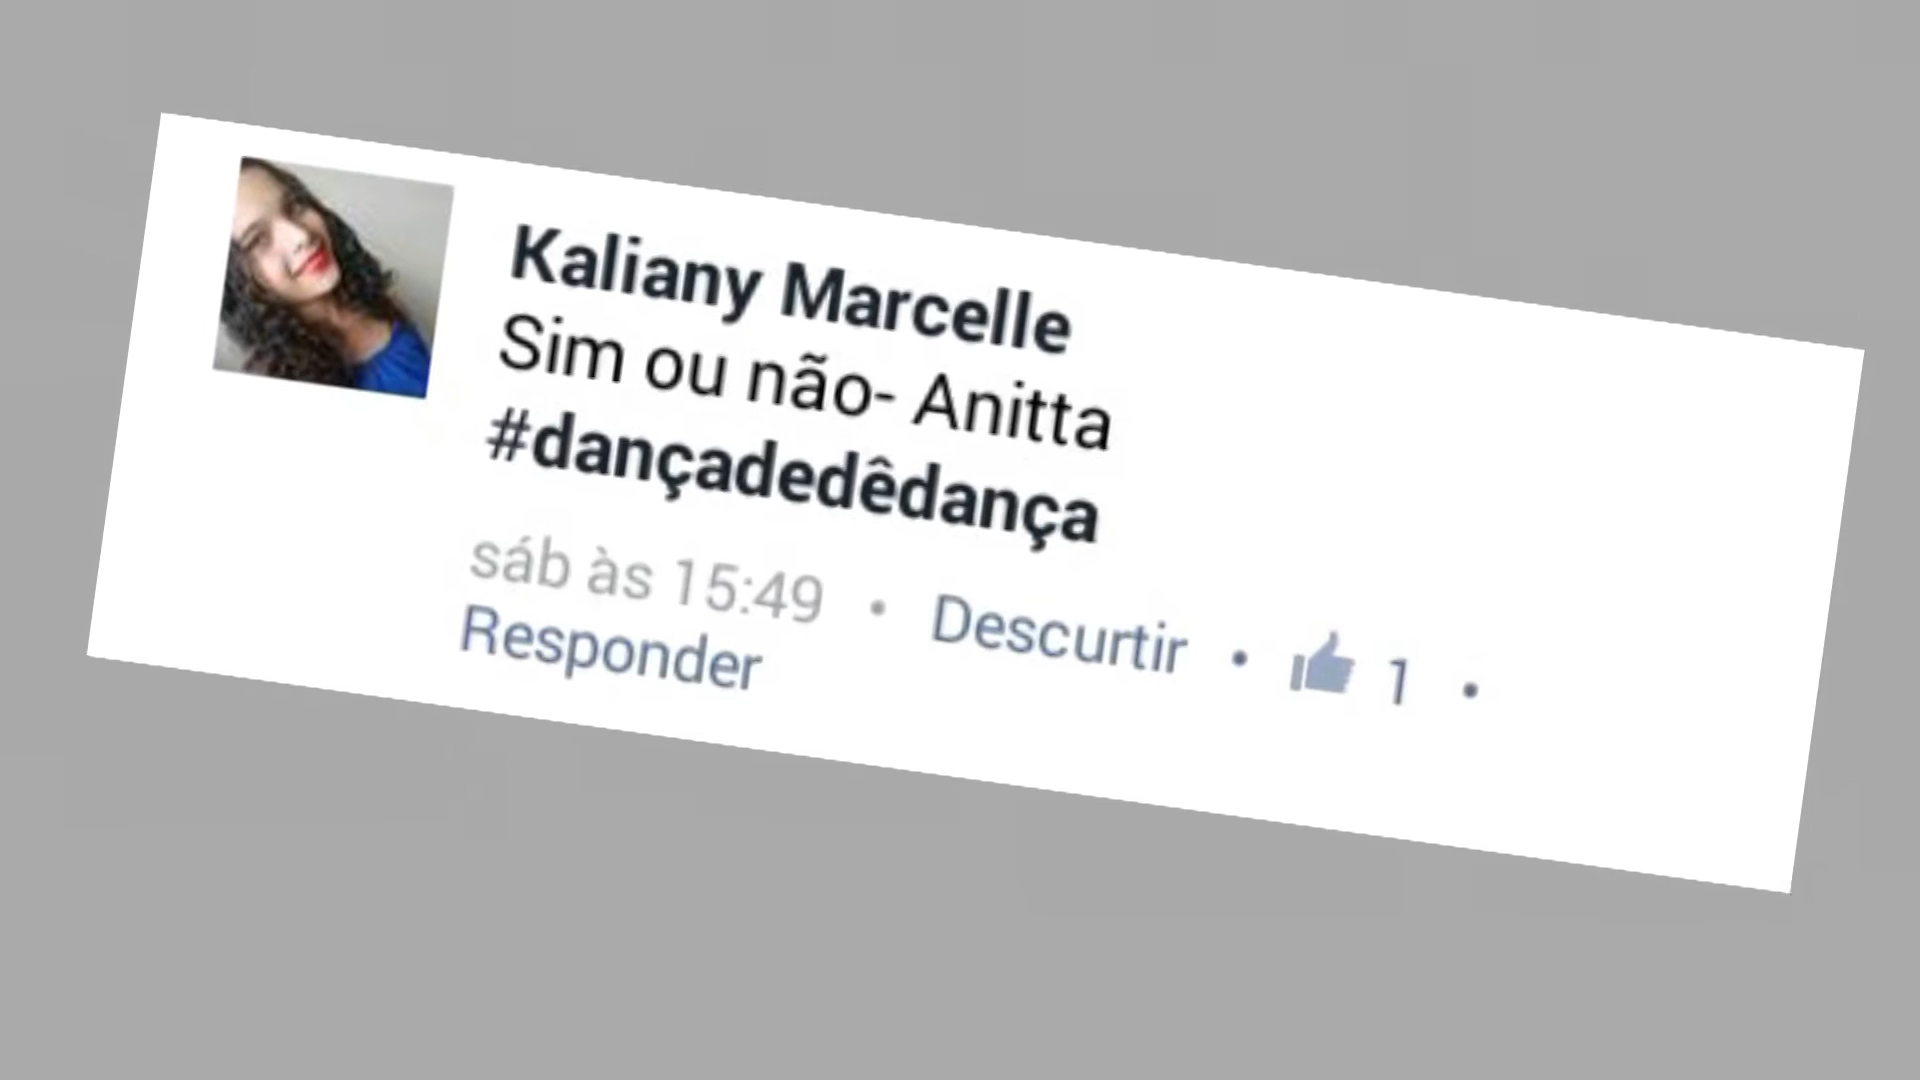 Kaliany Marcelle
Sim ou não- Anitta
#dançadedêdança
sáb às 15:49 • Descurtir • 1 •
Responder